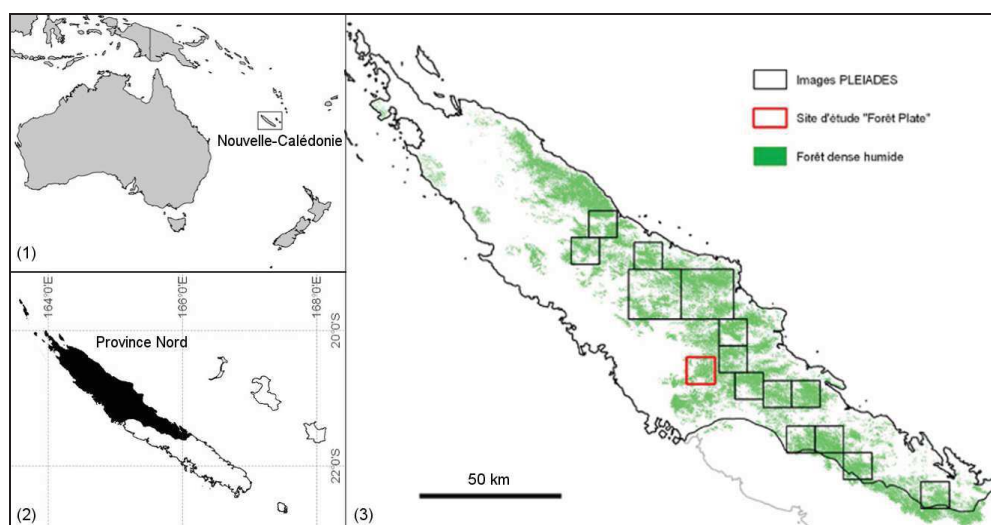 Nouvelle-Calédonie
(1)
164°0'E
166°0'E
168°0'E
Province Nord
20°0'S
22°0'S
(2)
Images PLEIADES
Site d'étude "Forêt Plate"
Forêt dense humide
50 km
(3)